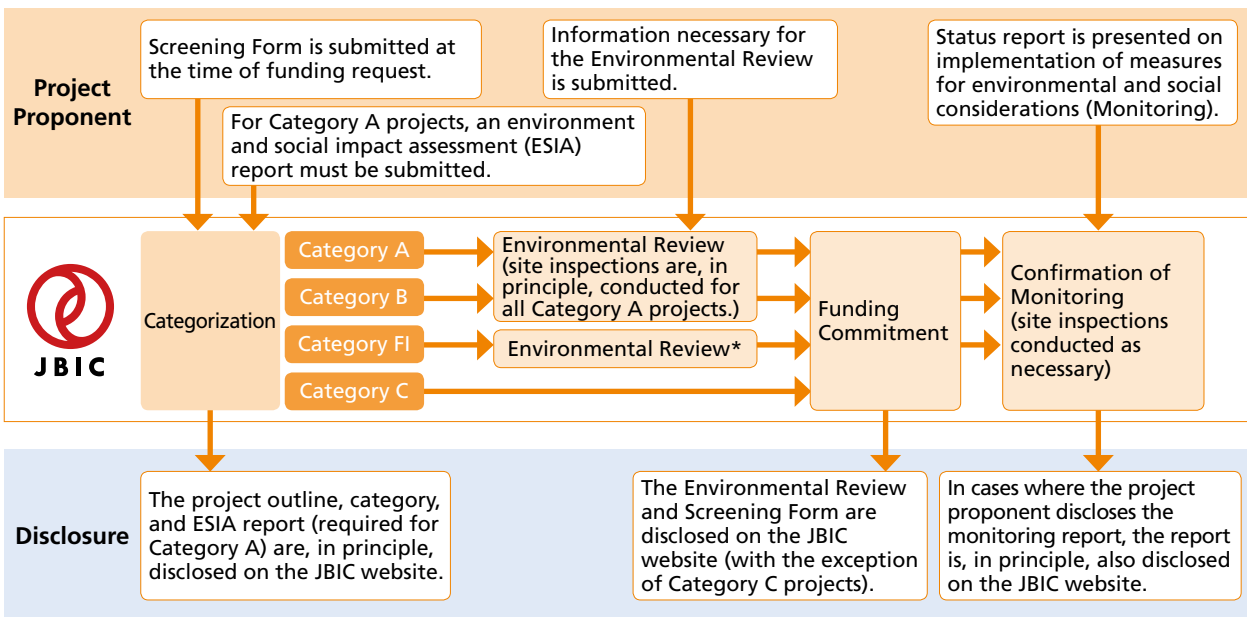 Project
Proponent
Screening Form is submitted at
the time of funding request.
For Category A projects, an environment
and social impact assessment (ESIA)
report must be submitted.
Information necessary for
the Environmental Review
is submitted.
Status report is presented on
implementation of measures
for environmental and social
considerations (Monitoring).
JBIC
Categorization
Category A
Category B
Category FI
Category C
Environmental Review
(site inspections are, in
principle, conducted for
all Category A projects.)
Environmental Review*
Funding
Commitment
Confirmation of
Monitoring
(site inspections
conducted as
necessary)
Disclosure
The project outline, category,
and ESIA report (required for
Category A) are, in principle,
disclosed on the JBIC website.
The Environmental Review
and Screening Form are
disclosed on the JBIC
website (with the exception
of Category C projects).
In cases where the project
proponent discloses the
monitoring report, the report
is, in principle, also disclosed
on the JBIC website.